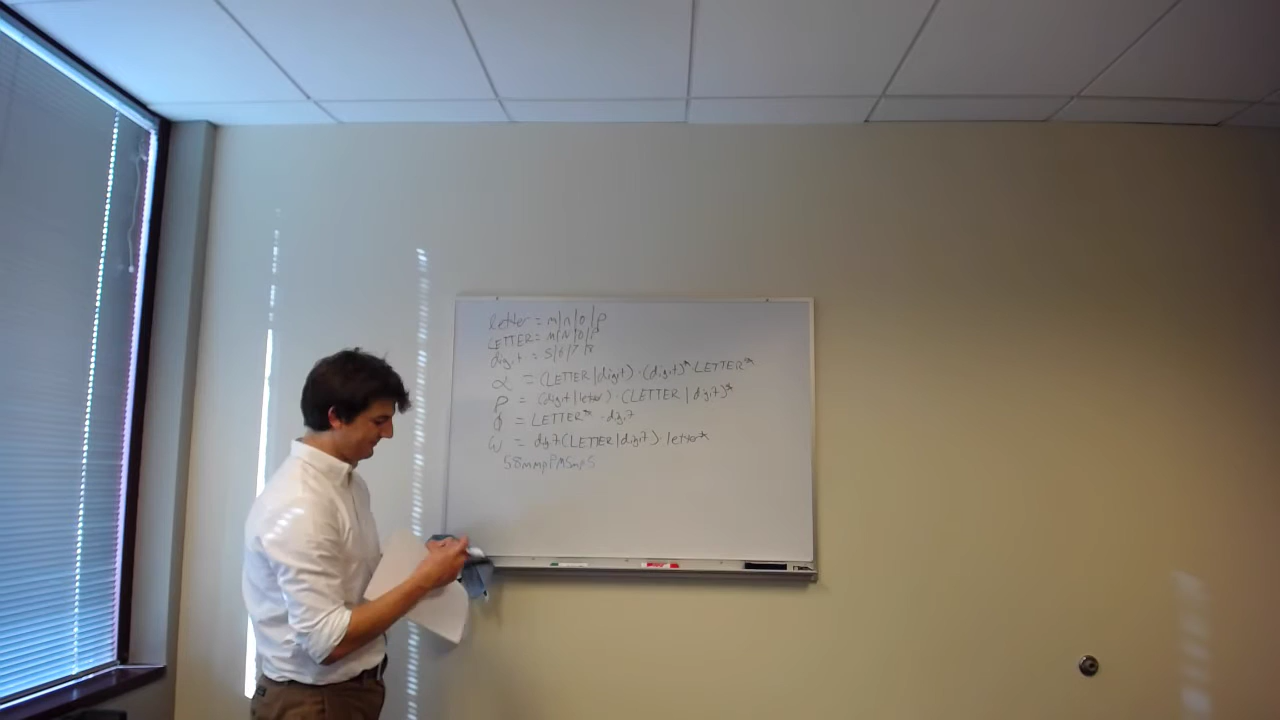 letter = m|n|o|p
LETTER = M|N|O|P
digit = 5|6|7|8
α = (LETTER|digit)·(digit)* LETTER*
ρ = (digit|letter)·(LETTER|digit)*
φ = LETTER*·digit
ω = digit(LETTER|digit)·letter*
58mmpPM5mp5